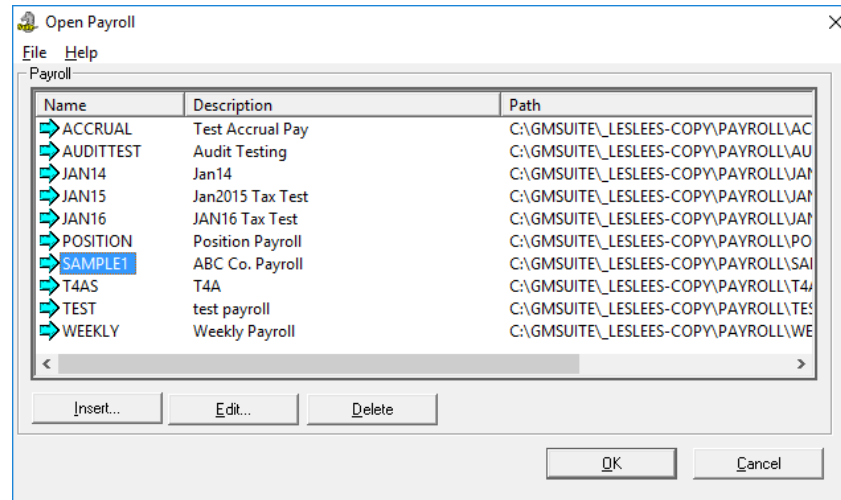 Open Payroll
File Help
Payroll
Name Description Path
ACCRUAL Test Accrual Pay C:\GMSUITE\_LESLEES-COPY\PAYROLL\AC
AUDITTEST Audit Testing C:\GMSUITE\_LESLEES-COPY\PAYROLL\AU
JAN14 Jan14 C:\GMSUITE\_LESLEES-COPY\PAYROLL\JAN
JAN15 Jan2015 Tax Test C:\GMSUITE\_LESLEES-COPY\PAYROLL\JAN
JAN16 JAN16 Tax Test C:\GMSUITE\_LESLEES-COPY\PAYROLL\JAN
POSITION Position Payroll C:\GMSUITE\_LESLEES-COPY\PAYROLL\PO
SAMPLE1 ABC Co. Payroll C:\GMSUITE\_LESLEES-COPY\PAYROLL\SAI
T4AS T4A C:\GMSUITE\_LESLEES-COPY\PAYROLL\T4A
TEST test payroll C:\GMSUITE\_LESLEES-COPY\PAYROLL\TES
WEEKLY Weekly Payroll C:\GMSUITE\_LESLEES-COPY\PAYROLL\WE
Insert... Edit... Delete
OK Cancel